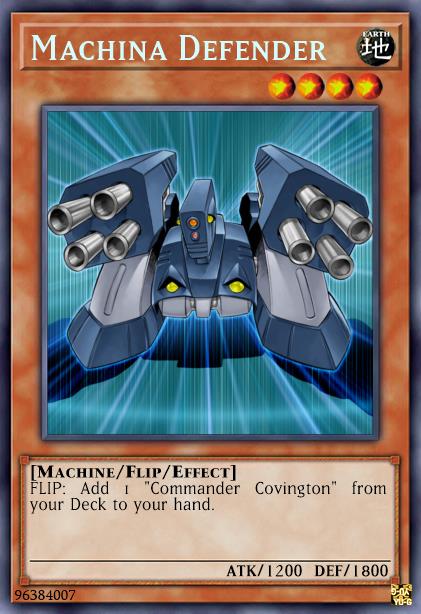 Machina Defender
EARTH
地
[Machine/Flip/Effect]
FLIP: Add 1 "Commander Covington" from
your Deck to your hand.
ATK/1200 DEF/1800
96384007